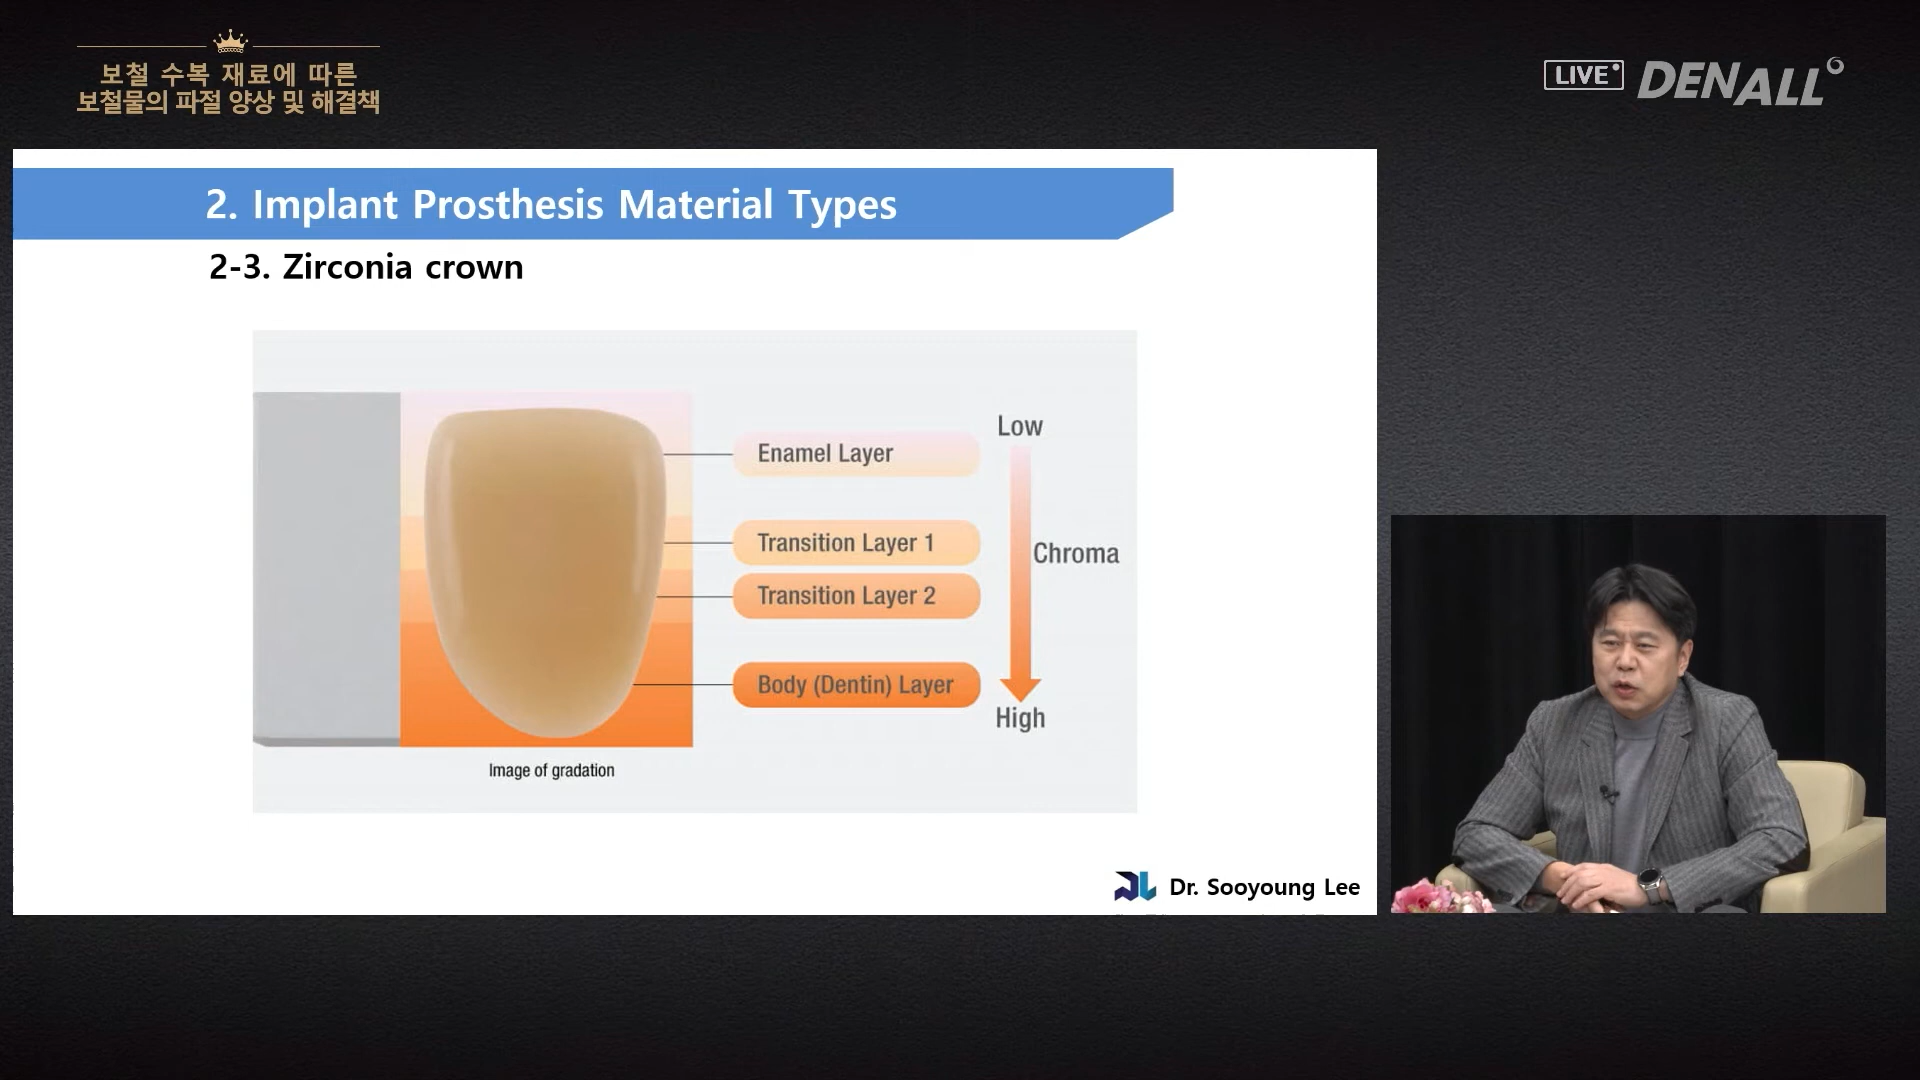 보철 수복 재료에 따른
보철물의 파절 양상 및 해결책
LIVE
DENALL
2. Implant Prosthesis Material Types
2-3. Zirconia crown
Low
Enamel Layer
Transition Layer 1
Chroma
Transition Layer 2
Body (Dentin) Layer
High
Image of gradation
Dr. Sooyoung Lee